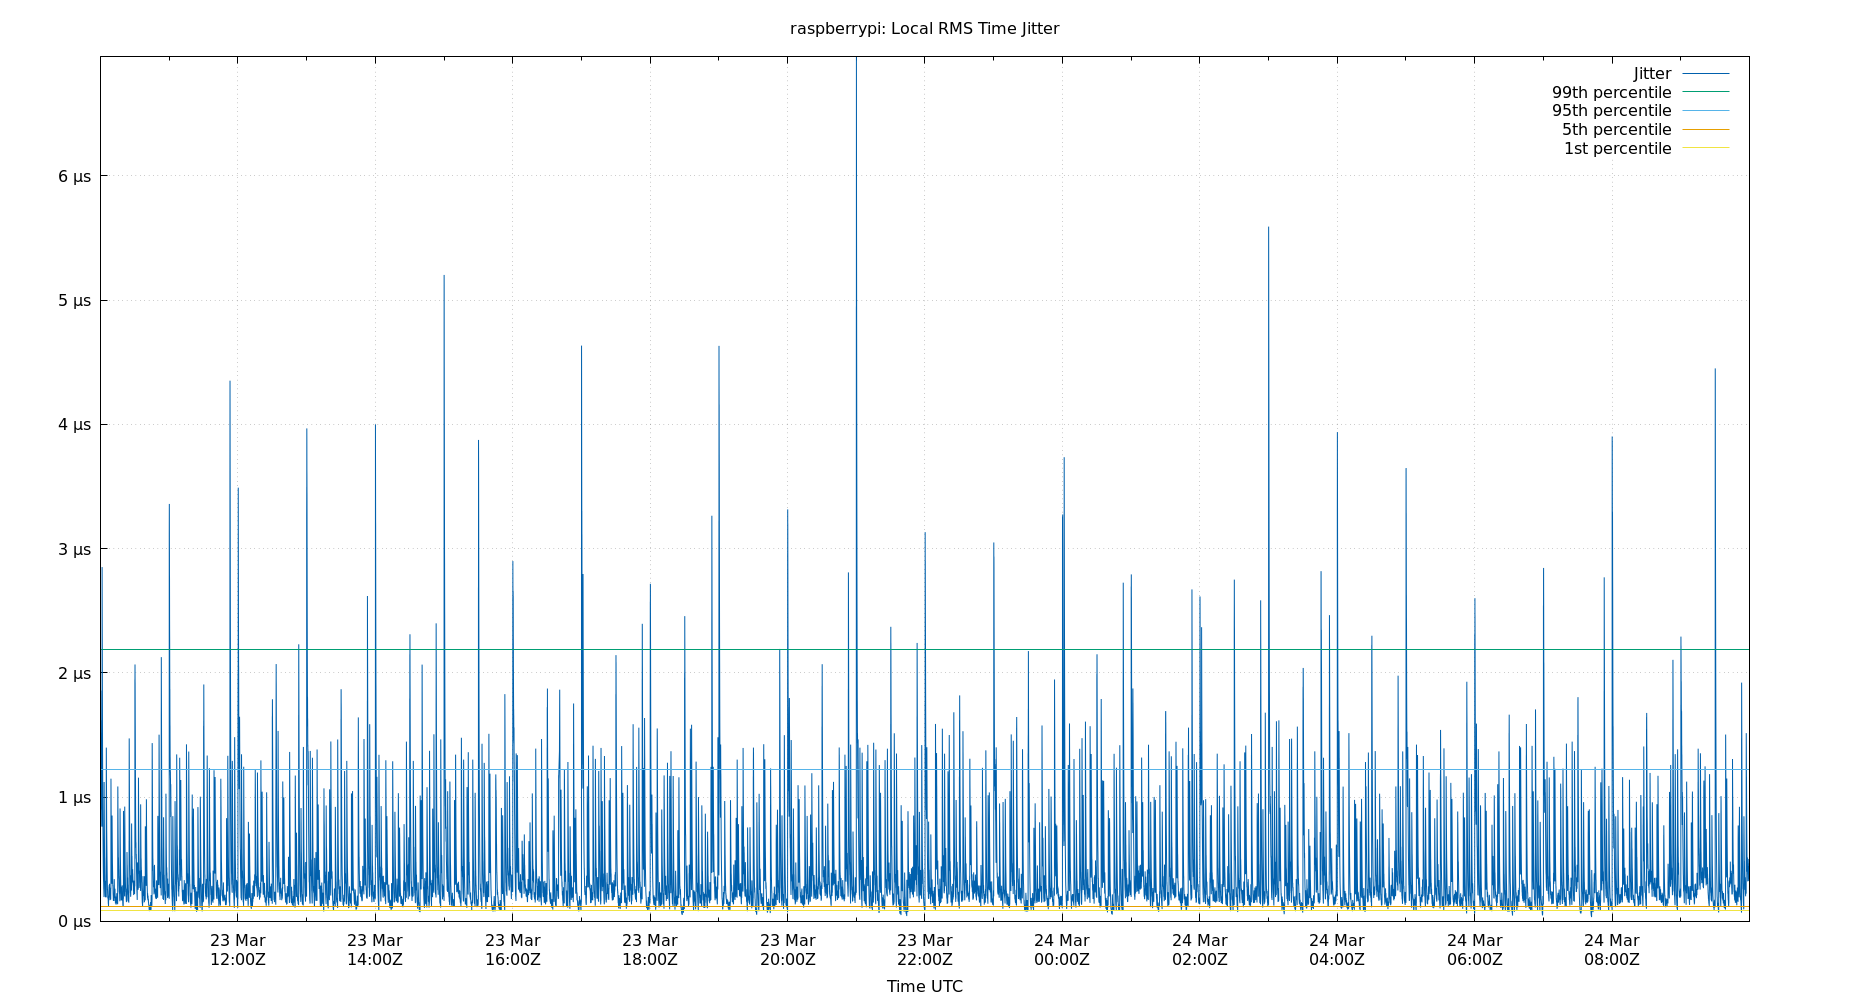 raspberrypi: Local RMS Time Jitter
Jitter
99th percentile
95th percentile
5th percentile
1st percentile
6 µs
5 µs
4 µs
3 µs
2 µs
1 µs
0 µs
23 Mar 23 Mar 23 Mar 23 Mar 23 Mar 23 Mar 24 Mar 24 Mar 24 Mar 24 Mar 24 Mar
12:00Z 14:00Z 16:00Z 18:00Z 20:00Z 22:00Z 00:00Z 02:00Z 04:00Z 06:00Z 08:00Z
Time UTC